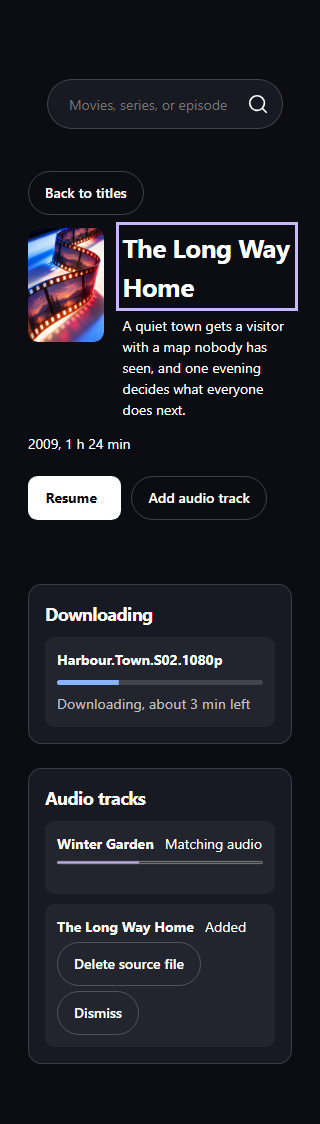 Movies, series, or episode
Back to titles
The Long Way
Home
A quiet town gets a visitor
with a map nobody has
seen, and one evening
decides what everyone
does next.
2009, 1 h 24 min
Resume
Add audio track
Downloading
Harbour.Town.S02.1080p
Downloading, about 3 min left
Audio tracks
Winter Garden Matching audio
The Long Way Home Added
Delete source file
Dismiss